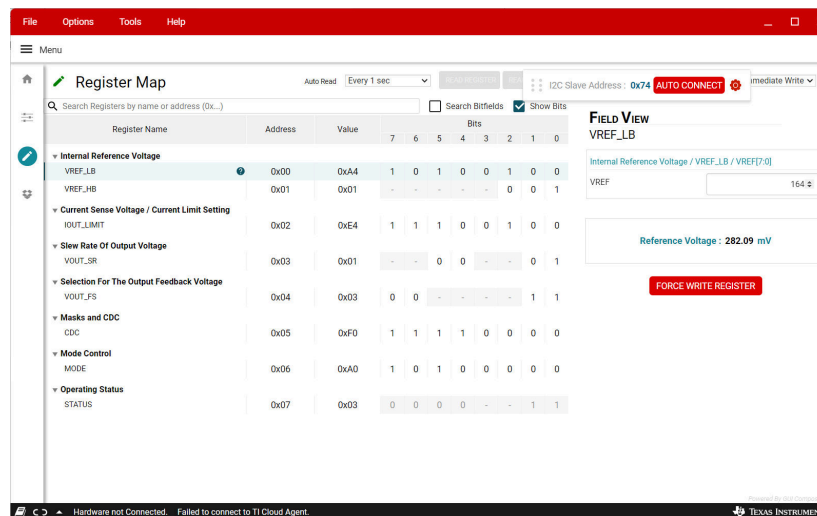 File Options Tools Help
Menu
Register Map
Auto Read Every 1 sec
I2C Slave Address : 0x74 AUTO CONNECT
mediate Write
Search Registers by name or address (0x...)
Search Bitfields Show Bits
Register Name Address Value Bits
7 6 5 4 3 2 1 0
Internal Reference Voltage
VREF_LB 0x00 0xA4 1 0 1 0 0 1 0 0
VREF_HB 0x01 0x01 - - - - - 0 0 1
Current Sense Voltage / Current Limit Setting
IOUT_LIMIT 0x02 0xE4 1 1 1 0 0 1 0 0
Slew Rate Of Output Voltage
VOUT_SR 0x03 0x01 - - 0 0 - - 0 1
Selection For The Output Feedback Voltage
VOUT_FS 0x04 0x03 0 0 - - - - 1 1
Masks and CDC
CDC 0x05 0xF0 1 1 1 1 0 0 0 0
Mode Control
MODE 0x06 0xA0 1 0 1 0 0 0 0 0
Operating Status
STATUS 0x07 0x03 0 0 0 0 - - 1 1
FIELD VIEW
VREF_LB
Internal Reference Voltage / VREF_LB / VREF[7:0]
VREF 164
Reference Voltage : 282.09 mV
FORCE WRITE REGISTER
Powered By GUI Compos
Hardware not Connected. Failed to connect to TI Cloud Agent.
TEXAS INSTRUMEN